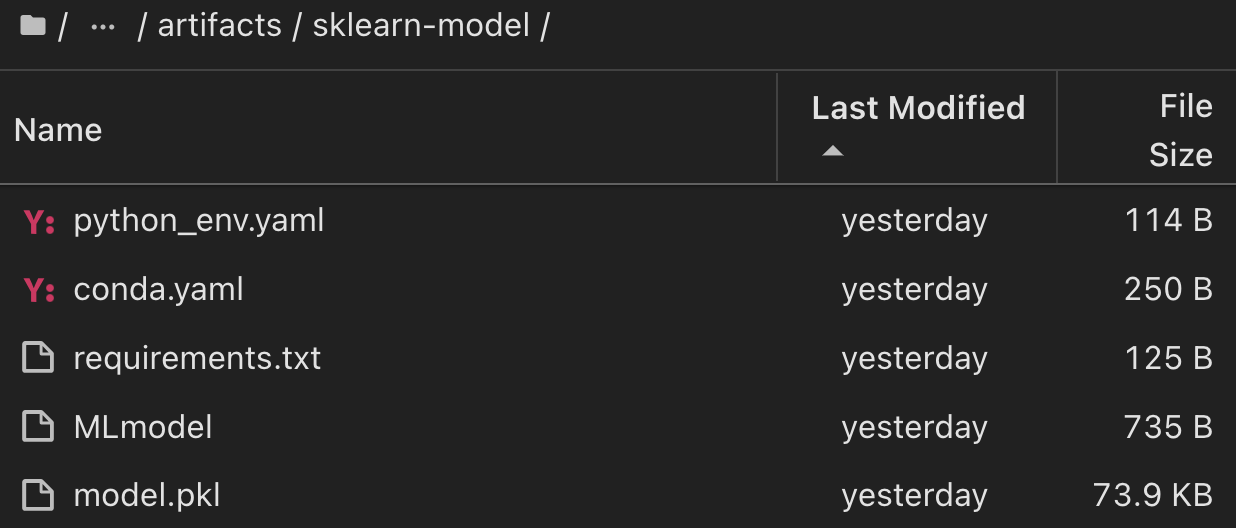 / ... / artifacts / sklearn-model /
Name Last Modified File Size
Y: python_env.yaml yesterday 114 B
Y: conda.yaml yesterday 250 B
requirements.txt yesterday 125 B
MLmodel yesterday 735 B
model.pkl yesterday 73.9 KB